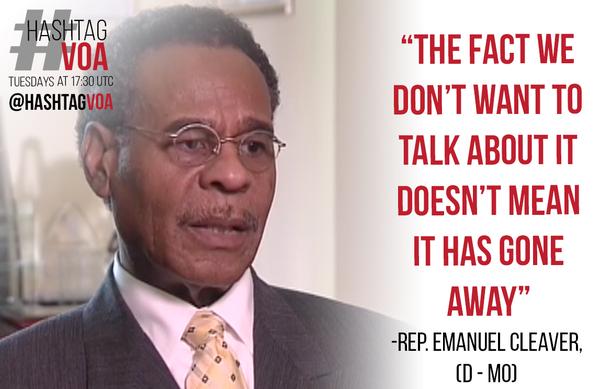 #HASHTAG
VOA
TUESDAYS AT 17:30 UTC
@HASHTAGVOA
“THE FACT WE
DON’T WANT TO
TALK ABOUT IT
DOESN’T MEAN
IT HAS GONE
AWAY”
-REP. EMANUEL CLEAVER,
(D - MO)